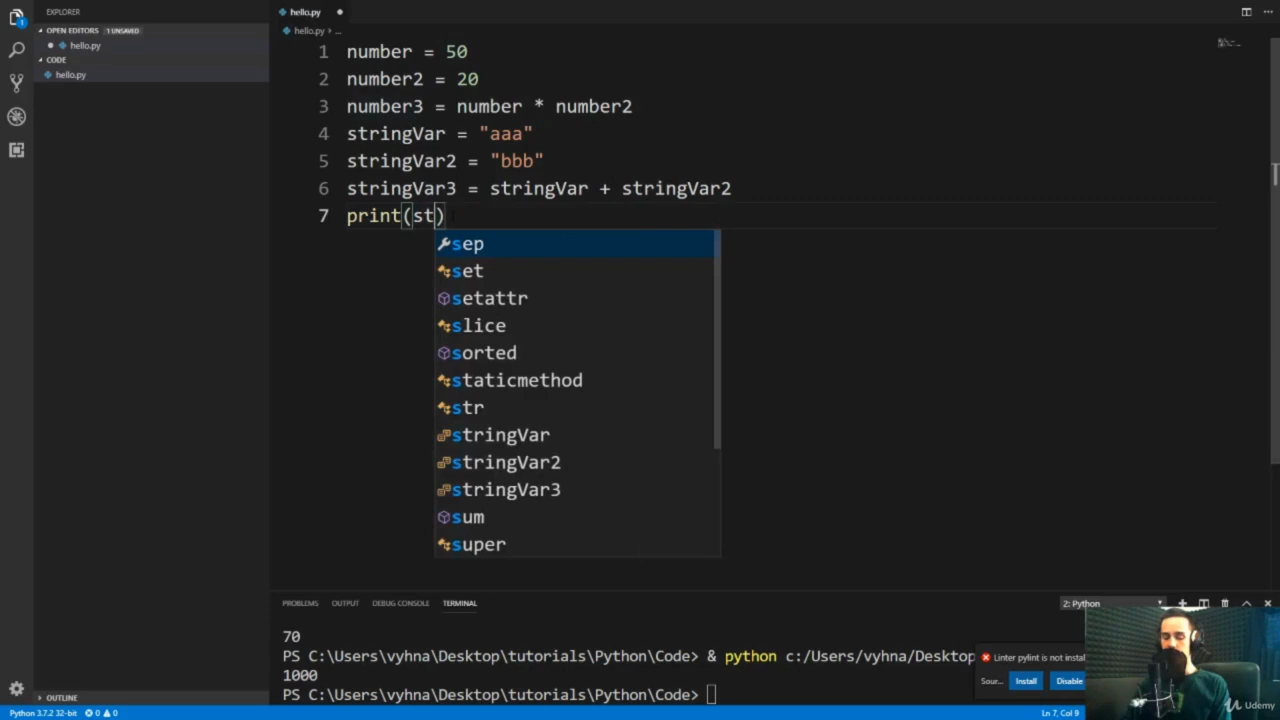 EXPLORER
OPEN EDITORS 1 UNSAVED
hello.py
CODE
hello.py
OUTLINE
hello.py
hello.py > ...
1 number = 50
2 number2 = 20
3 number3 = number * number2
4 stringVar = "aaa"
5 stringVar2 = "bbb"
6 stringVar3 = stringVar + stringVar2
7 print(st)
sep
set
setattr
slice
sorted
staticmethod
str
stringVar
stringVar2
stringVar3
sum
super
PROBLEMS OUTPUT DEBUG CONSOLE TERMINAL
2: Python
70
PS C:\Users\vyhna\Desktop\tutorials\Python\Code> & python c:/Users/vyhna/Desktop
1000
PS C:\Users\vyhna\Desktop\tutorials\Python\Code>
Linter pylint is not instal
Sour... Install Disable
Python 3.7.2 32-bit 0 0
Ln 7, Col 9
Udemy
1